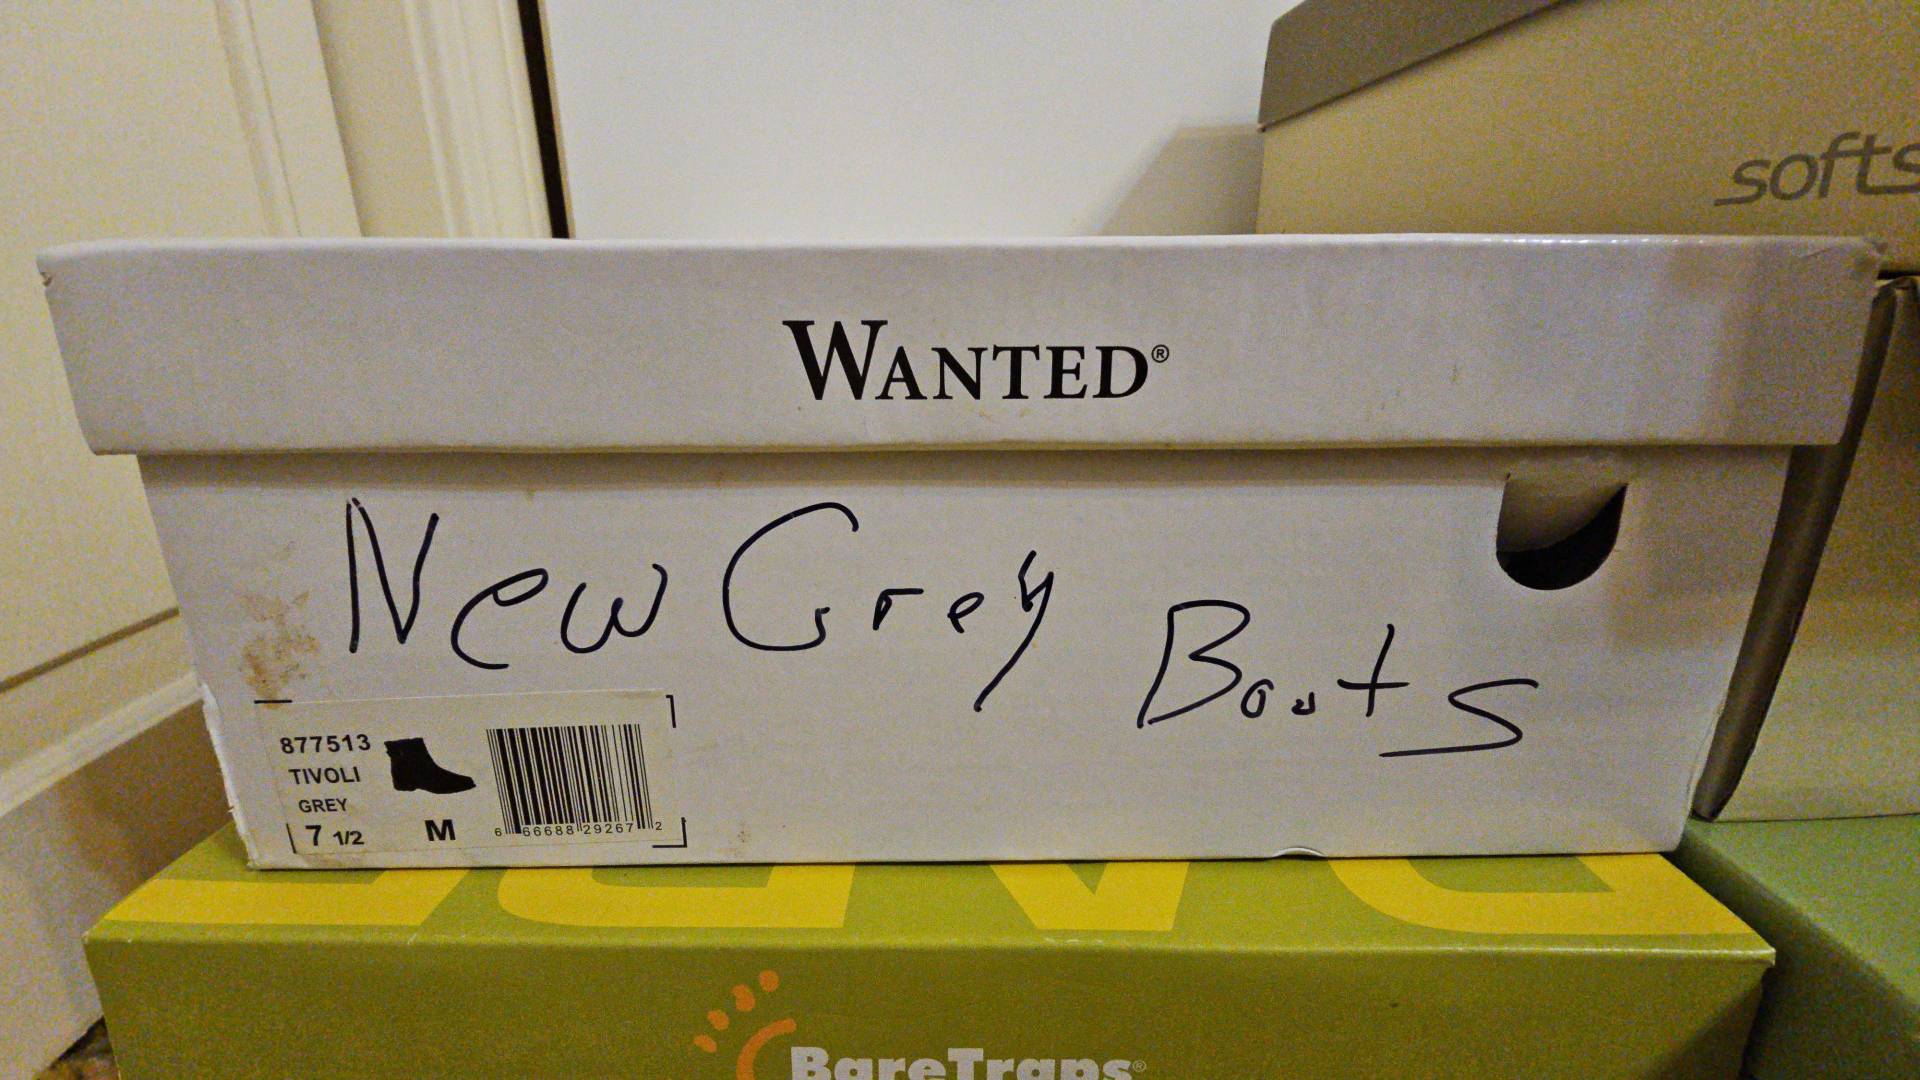 softs
WANTED®
New Grey Boots
877513
TIVOLI
GREY
7 1/2 M
6 66688 29267 2
BareTraps®